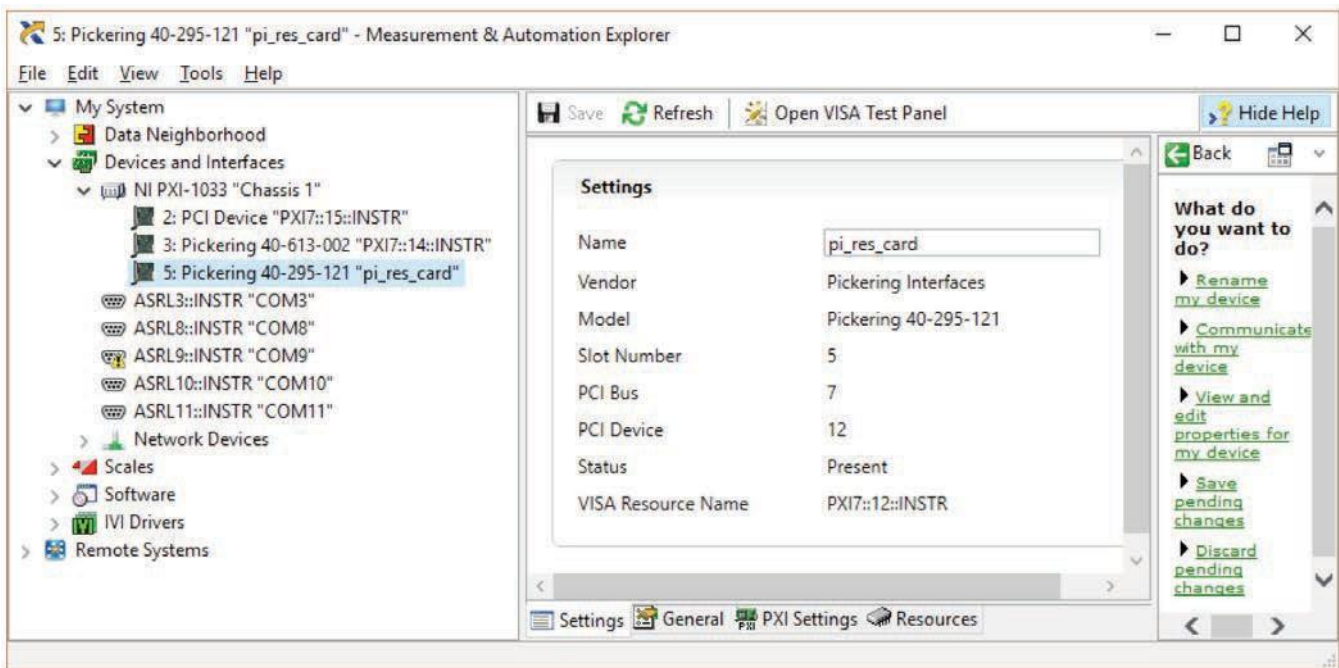 5: Pickering 40-295-121 "pi_res_card" - Measurement & Automation Explorer
File Edit View Tools Help
My System
Data Neighborhood
Devices and Interfaces
NI PXI-1033 "Chassis 1"
2: PCI Device "PXI7::15::INSTR"
3: Pickering 40-613-002 "PXI7::14::INSTR"
5: Pickering 40-295-121 "pi_res_card"
ASRL3::INSTR "COM3"
ASRL8::INSTR "COM8"
ASRL9::INSTR "COM9"
ASRL10::INSTR "COM10"
ASRL11::INSTR "COM11"
Network Devices
Scales
Software
IVI Drivers
Remote Systems
Save Refresh Open VISA Test Panel Hide Help
Settings
Name pi_res_card
Vendor Pickering Interfaces
Model Pickering 40-295-121
Slot Number 5
PCI Bus 7
PCI Device 12
Status Present
VISA Resource Name PXI7::12::INSTR
Settings General PXI Settings Resources
Back
What do
you want to
do?
Rename
my device
Communicate
with my
device
View and
edit
properties for
my device
Save
pending
changes
Discard
pending
changes